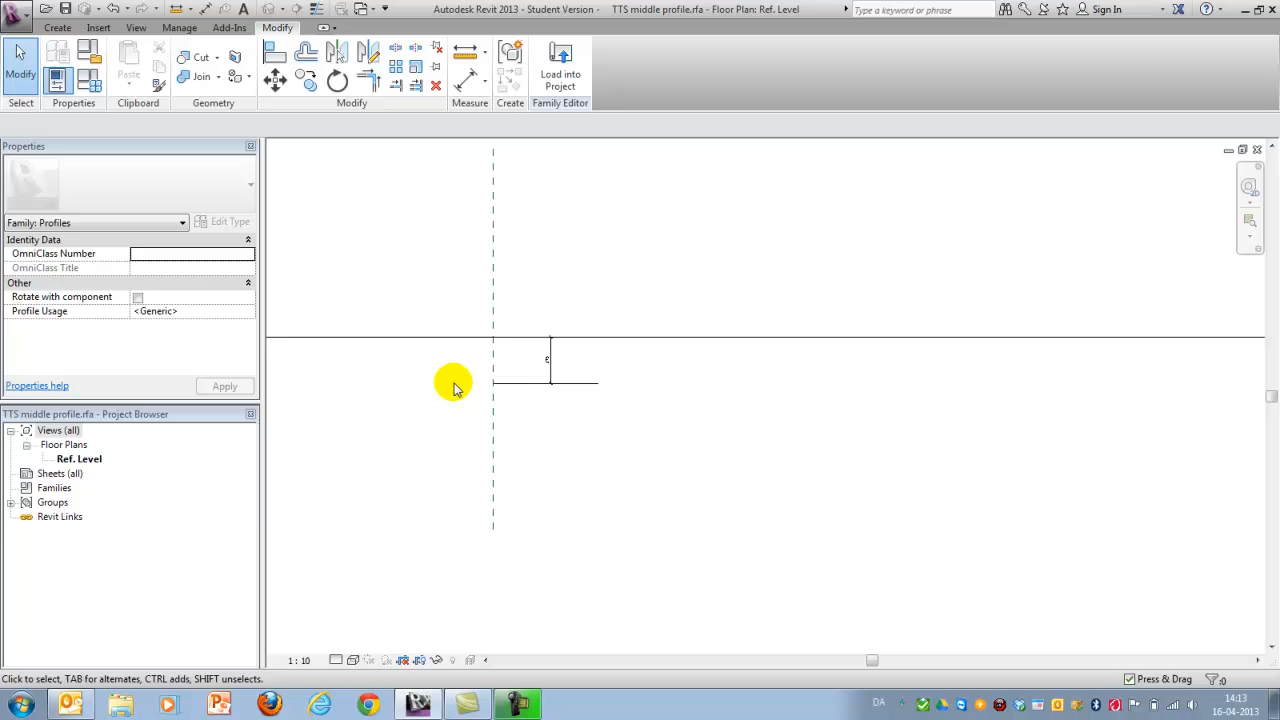 Autodesk Revit 2013 - Student Version - TTS middle profile.rfa - Floor Plan: Ref. Level
Type a keyword or phrase
Sign In
Create Insert View Manage Add-Ins Modify
Modify
Paste
Cut
Join
Load into
Project
Select Properties Clipboard Geometry Modify Measure Create Family Editor
Properties
Family: Profiles
Edit Type
Identity Data
OmniClass Number
OmniClass Title
Other
Rotate with component
Profile Usage <Generic>
Properties help
Apply
TTS middle profile.rfa - Project Browser
Views (all)
Floor Plans
Ref. Level
Sheets (all)
Families
Groups
Revit Links
1 : 10
Click to select, TAB for alternates, CTRL adds, SHIFT unselects.
Press & Drag
:0
DA
14:13
16-04-2013